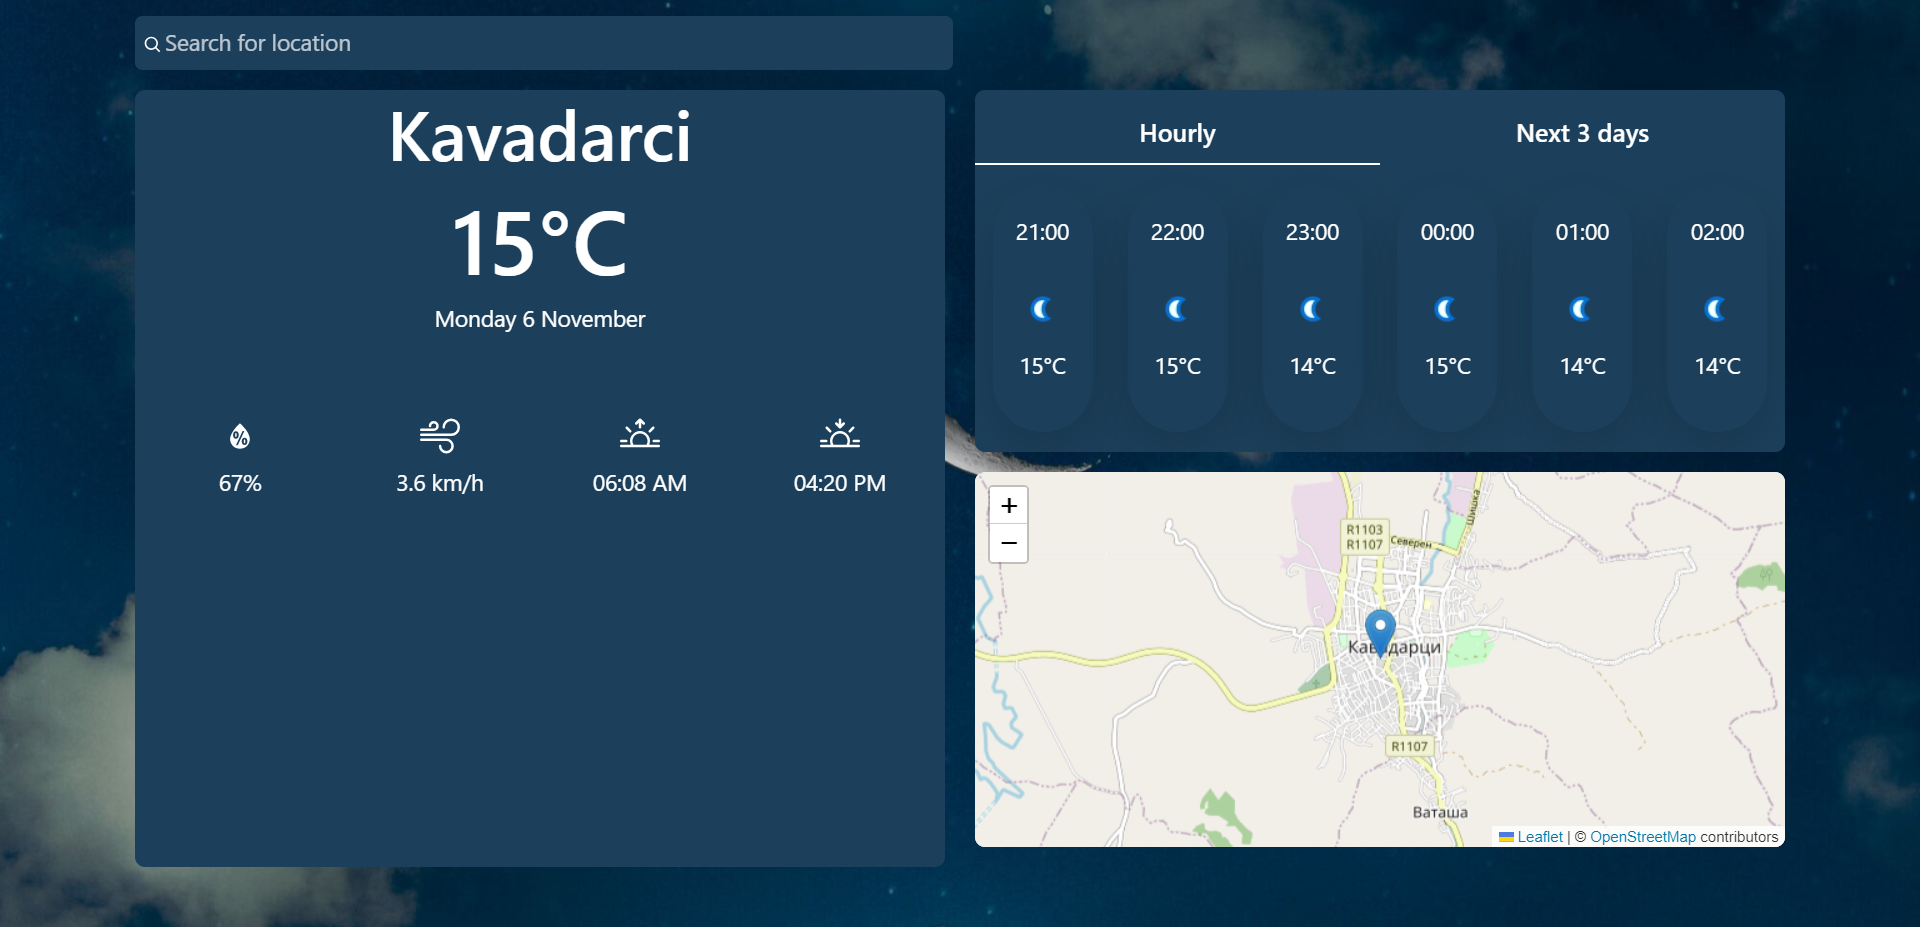 Search for location
Kavadarci
15°C
Monday 6 November
67%
3.6 km/h
06:08 AM
04:20 PM
Hourly
Next 3 days
21:00
22:00
23:00
00:00
01:00
02:00
15°C
15°C
14°C
15°C
14°C
14°C
+
−
R1103
R1107
Северен
Шишка
Кавадарци
R1107
Ваташа
Leaflet | © OpenStreetMap contributors